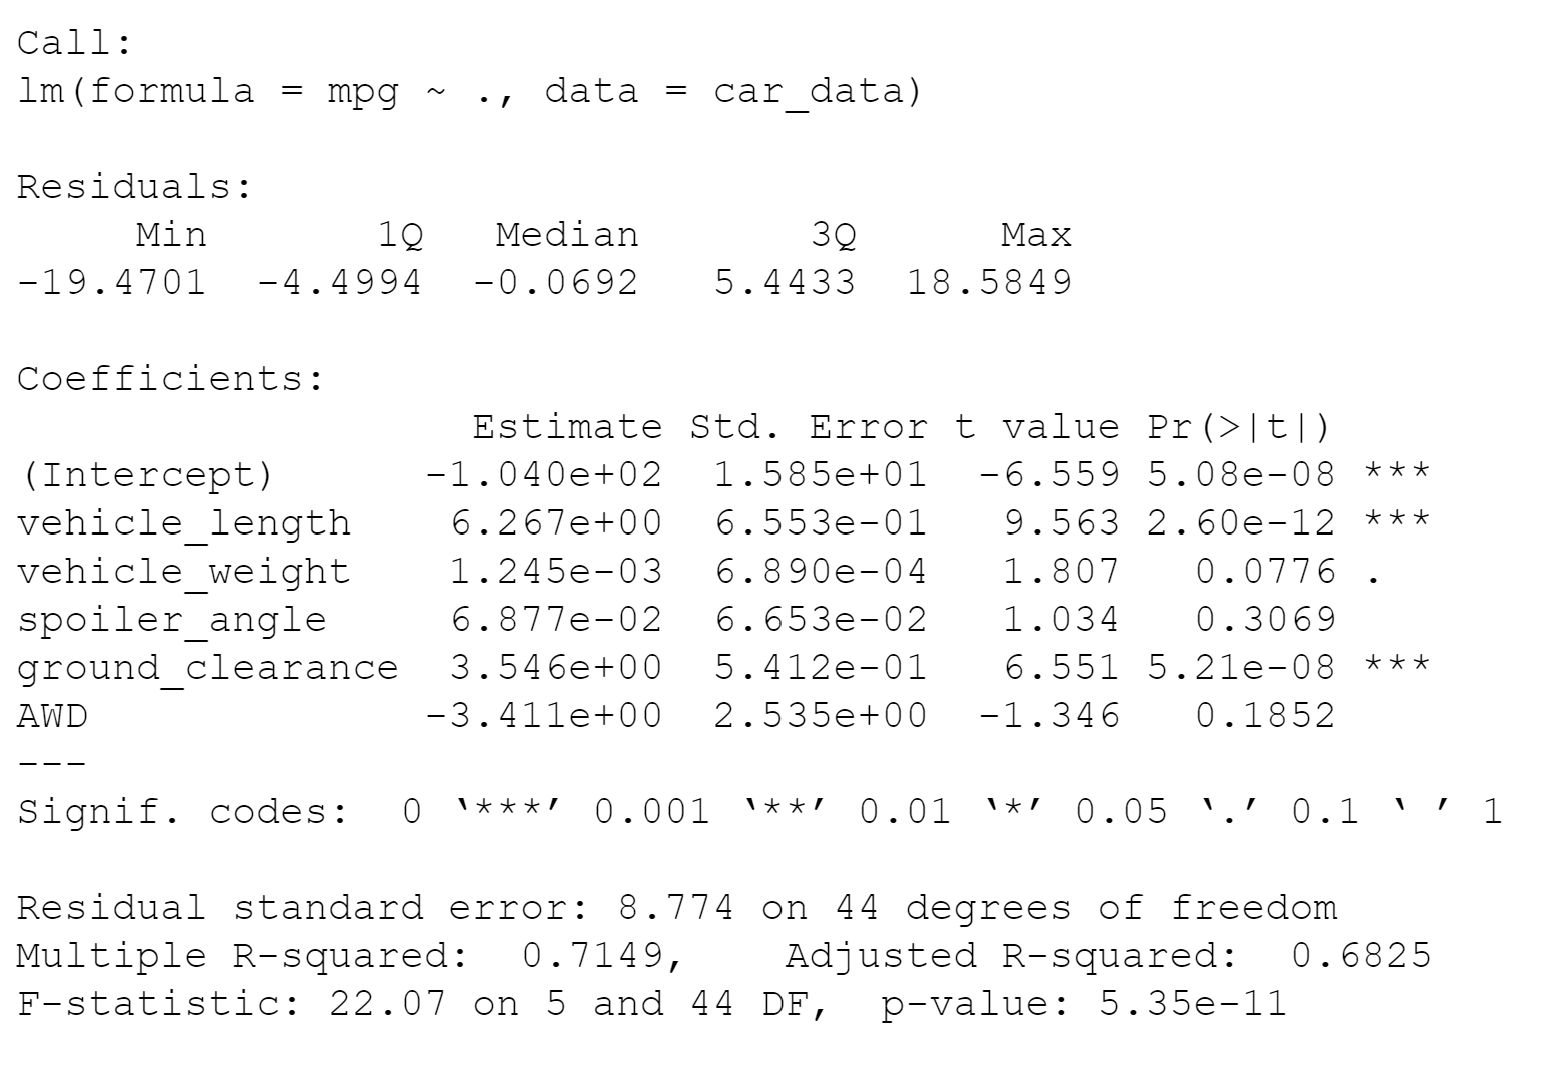 Call:
lm(formula = mpg ~ ., data = car_data)
Residuals:
Min 1Q Median 3Q Max
-19.4701 -4.4994 -0.0692 5.4433 18.5849
Coefficients:
Estimate Std. Error t value Pr(>|t|)
(Intercept) -1.040e+02 1.585e+01 -6.559 5.08e-08 ***
vehicle_length 6.267e+00 6.553e-01 9.563 2.60e-12 ***
vehicle_weight 1.245e-03 6.890e-04 1.807 0.0776 .
spoiler_angle 6.877e-02 6.653e-02 1.034 0.3069
ground_clearance 3.546e+00 5.412e-01 6.551 5.21e-08 ***
AWD -3.411e+00 2.535e+00 -1.346 0.1852
---
Signif. codes: 0 ‘***’ 0.001 ‘**’ 0.01 ‘*’ 0.05 ‘.’ 0.1 ‘ ’ 1
Residual standard error: 8.774 on 44 degrees of freedom
Multiple R-squared: 0.7149, Adjusted R-squared: 0.6825
F-statistic: 22.07 on 5 and 44 DF, p-value: 5.35e-11